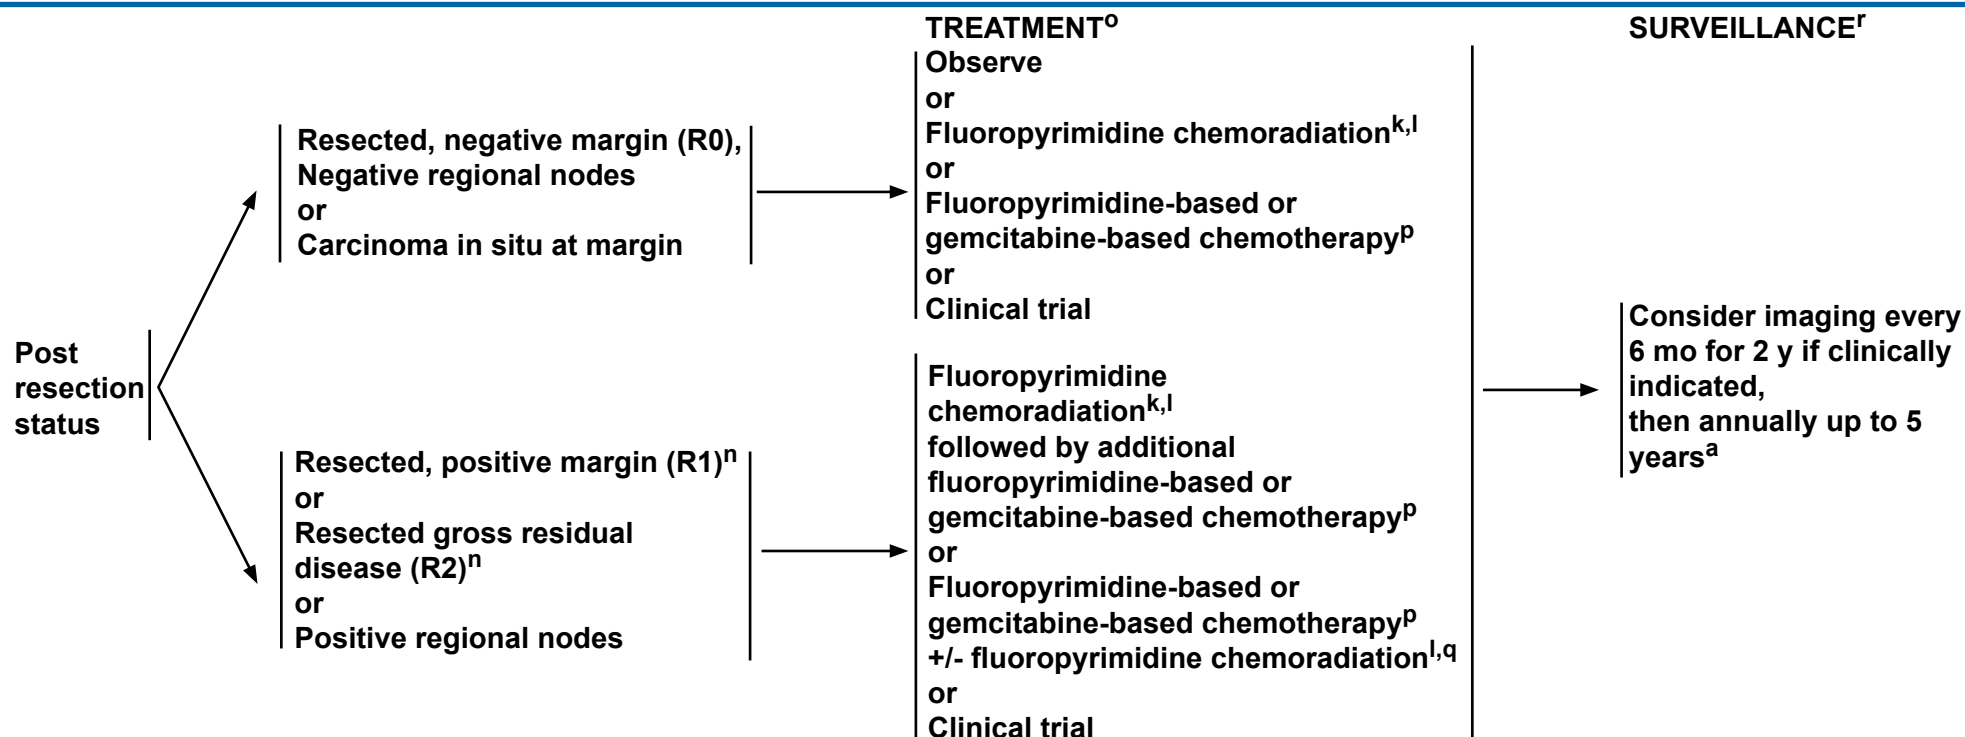 TREATMENTo
SURVEILLANCEr
Post
resection
status
Resected, negative margin (R0),
Negative regional nodes
or
Carcinoma in situ at margin
Observe
or
Fluoropyrimidine chemoradiationk,l
or
Fluoropyrimidine-based or
gemcitabine-based chemotherapyp
or
Clinical trial
Resected, positive margin (R1)n
or
Resected gross residual
disease (R2)n
or
Positive regional nodes
Fluoropyrimidine
chemoradiationk,l
followed by additional
fluoropyrimidine-based or
gemcitabine-based chemotherapyp
or
Fluoropyrimidine-based or
gemcitabine-based chemotherapyp
+/- fluoropyrimidine chemoradiationl,q
or
Clinical trial
Consider imaging every
6 mo for 2 y if clinically
indicated,
then annually up to 5
yearsa